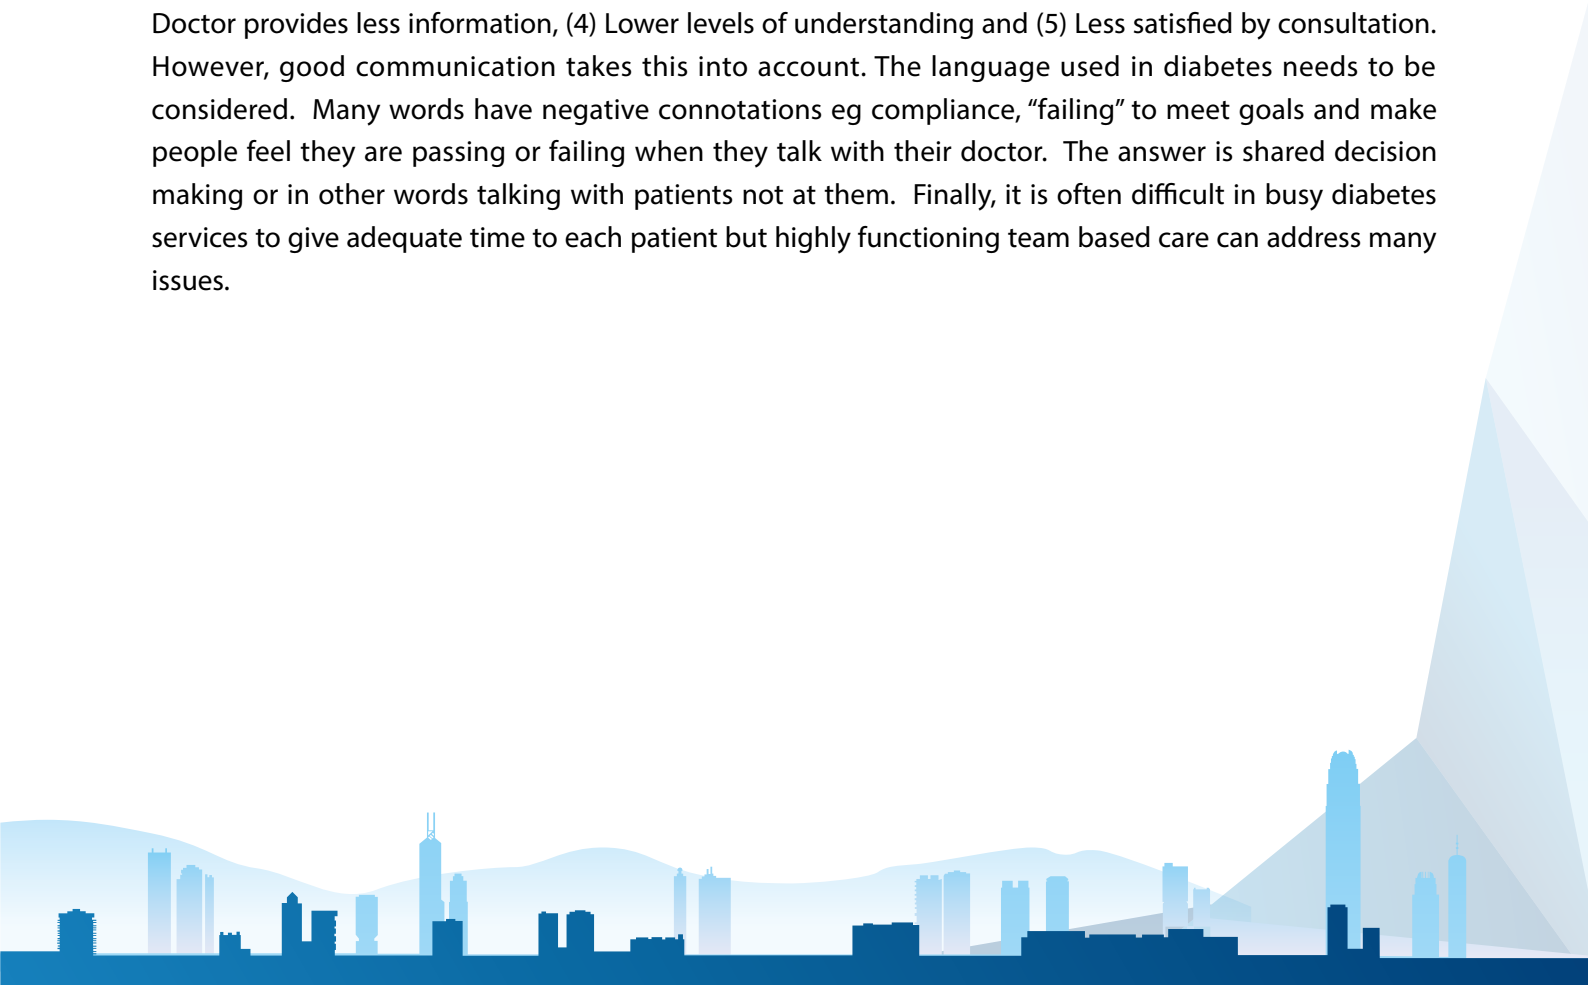 Doctor provides less information, (4) Lower levels of understanding and (5) Less satisfied by consultation.
However, good communication takes this into account. The language used in diabetes needs to be
considered.  Many words have negative connotations eg compliance, “failing” to meet goals and make
people feel they are passing or failing when they talk with their doctor.  The answer is shared decision
making or in other words talking with patients not at them.  Finally, it is often difficult in busy diabetes
services to give adequate time to each patient but highly functioning team based care can address many
issues.